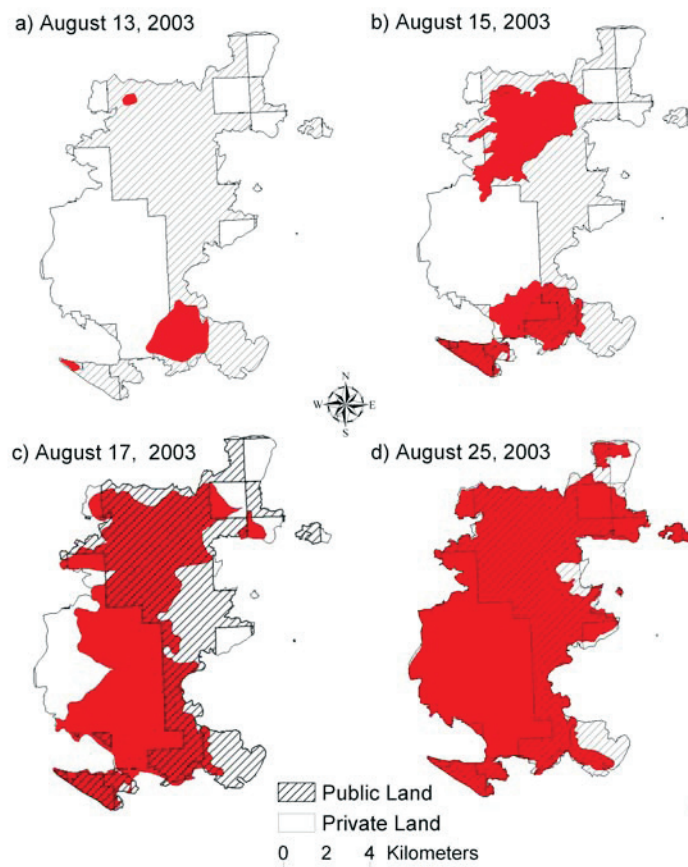 a) August 13, 2003
b) August 15, 2003
N
W E
S
c) August 17, 2003
d) August 25, 2003
Public Land
Private Land
0 2 4 Kilometers